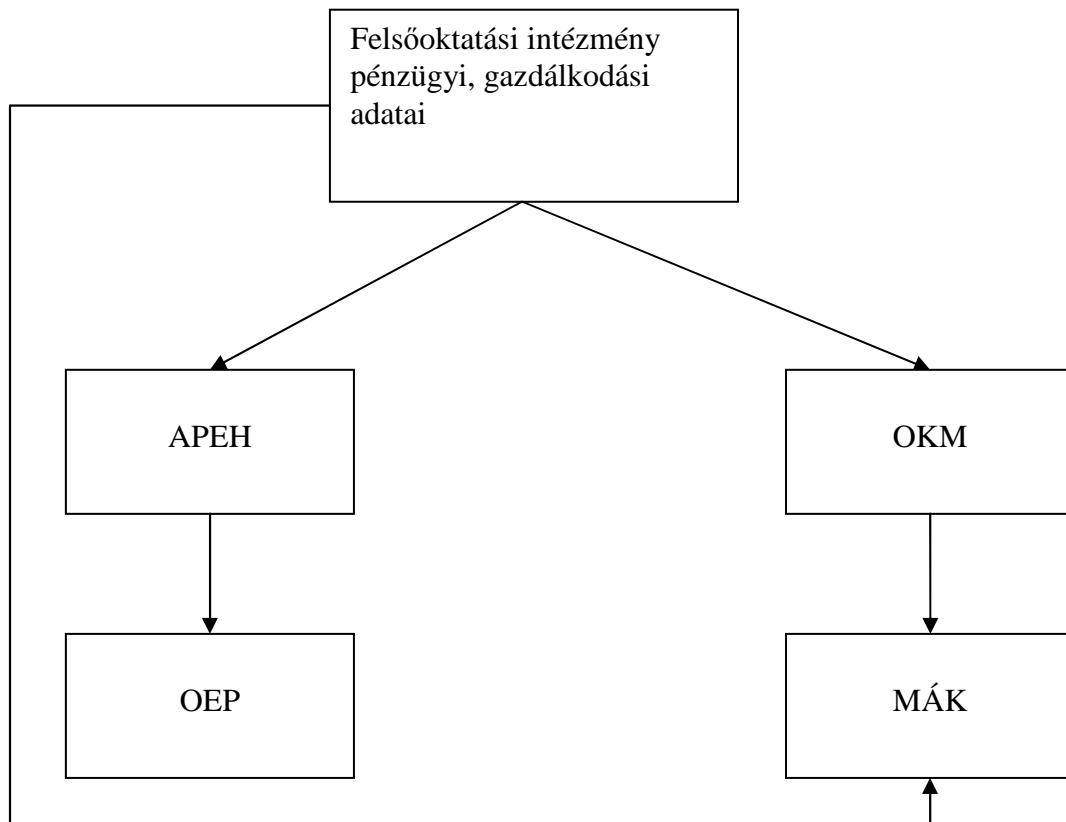 Felsőoktatási intézmény
pénzügyi, gazdálkodási
adatai
APEH
OKM
OEP
MÁK